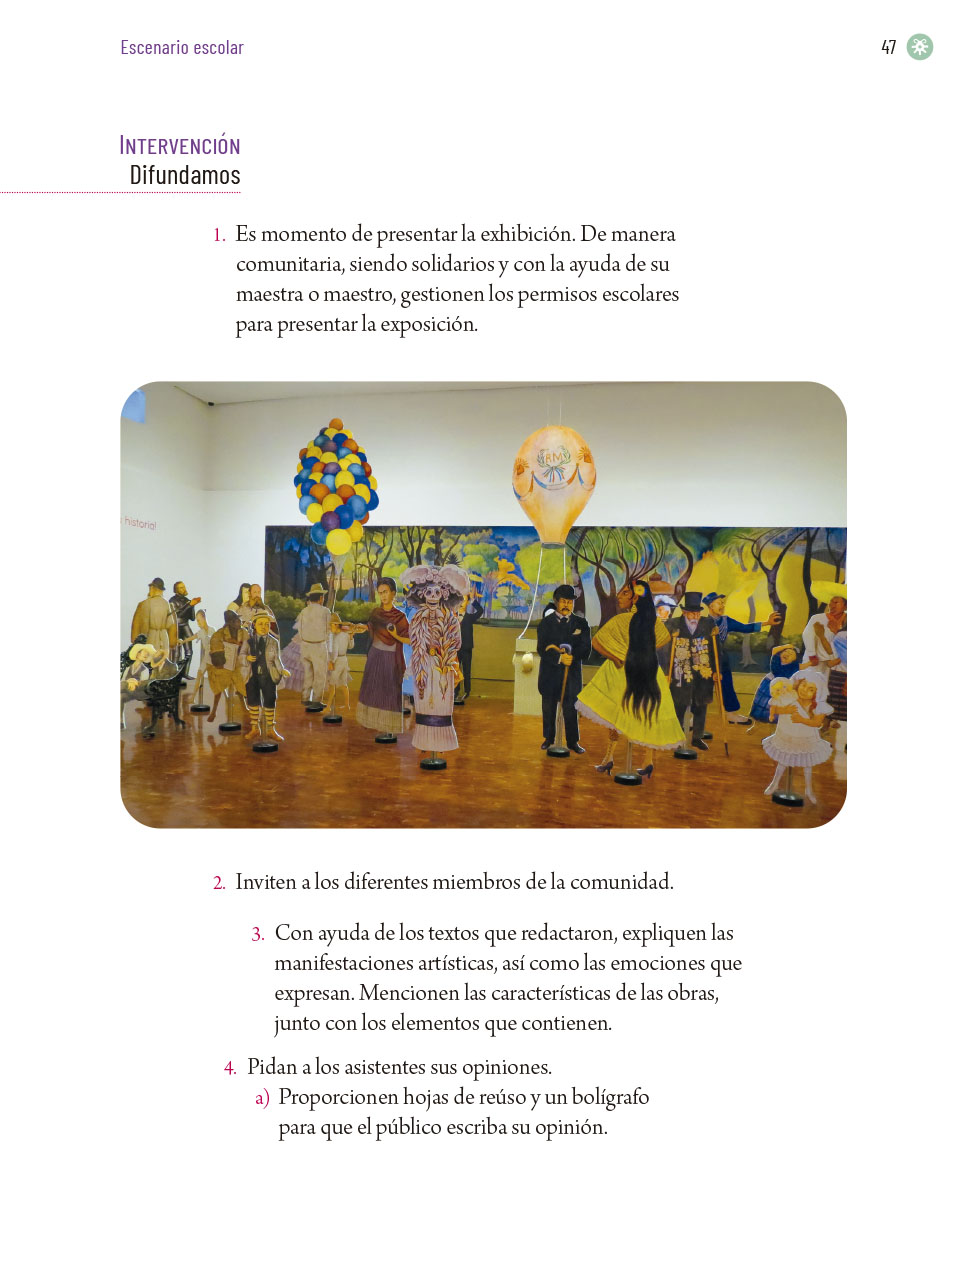 Escenario escolar
47
Intervención
Difundamos
1. Es momento de presentar la exhibición. De manera
comunitaria, siendo solidarios y con la ayuda de su
maestra o maestro, gestionen los permisos escolares
para presentar la exposición.
historia!
RM
2. Inviten a los diferentes miembros de la comunidad.
3. Con ayuda de los textos que redactaron, expliquen las
manifestaciones artísticas, así como las emociones que
expresan. Mencionen las características de las obras,
junto con los elementos que contienen.
4. Pidan a los asistentes sus opiniones.
a) Proporcionen hojas de reúso y un bolígrafo
para que el público escriba su opinión.